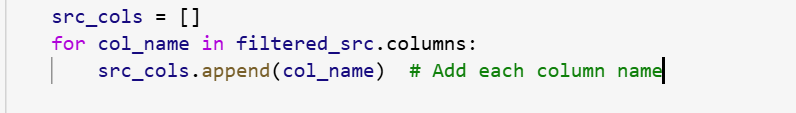 src_cols = []
for col_name in filtered_src.columns:
    src_cols.append(col_name)  # Add each column name